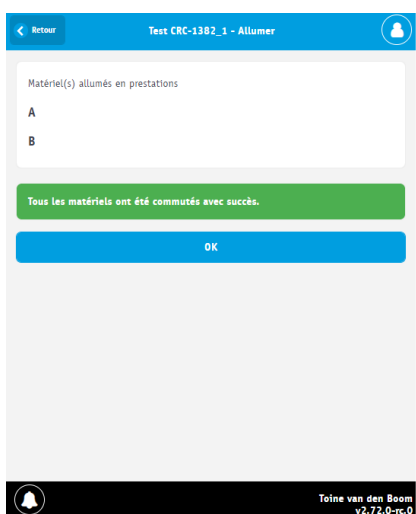 Retour
Test CRC-1382_1 - Allumer
Matériel(s) allumés en prestations
A
B
Tous les matériels ont été commutés avec succès.
OK
Toine van den Boom
v2.72.0-rc.0